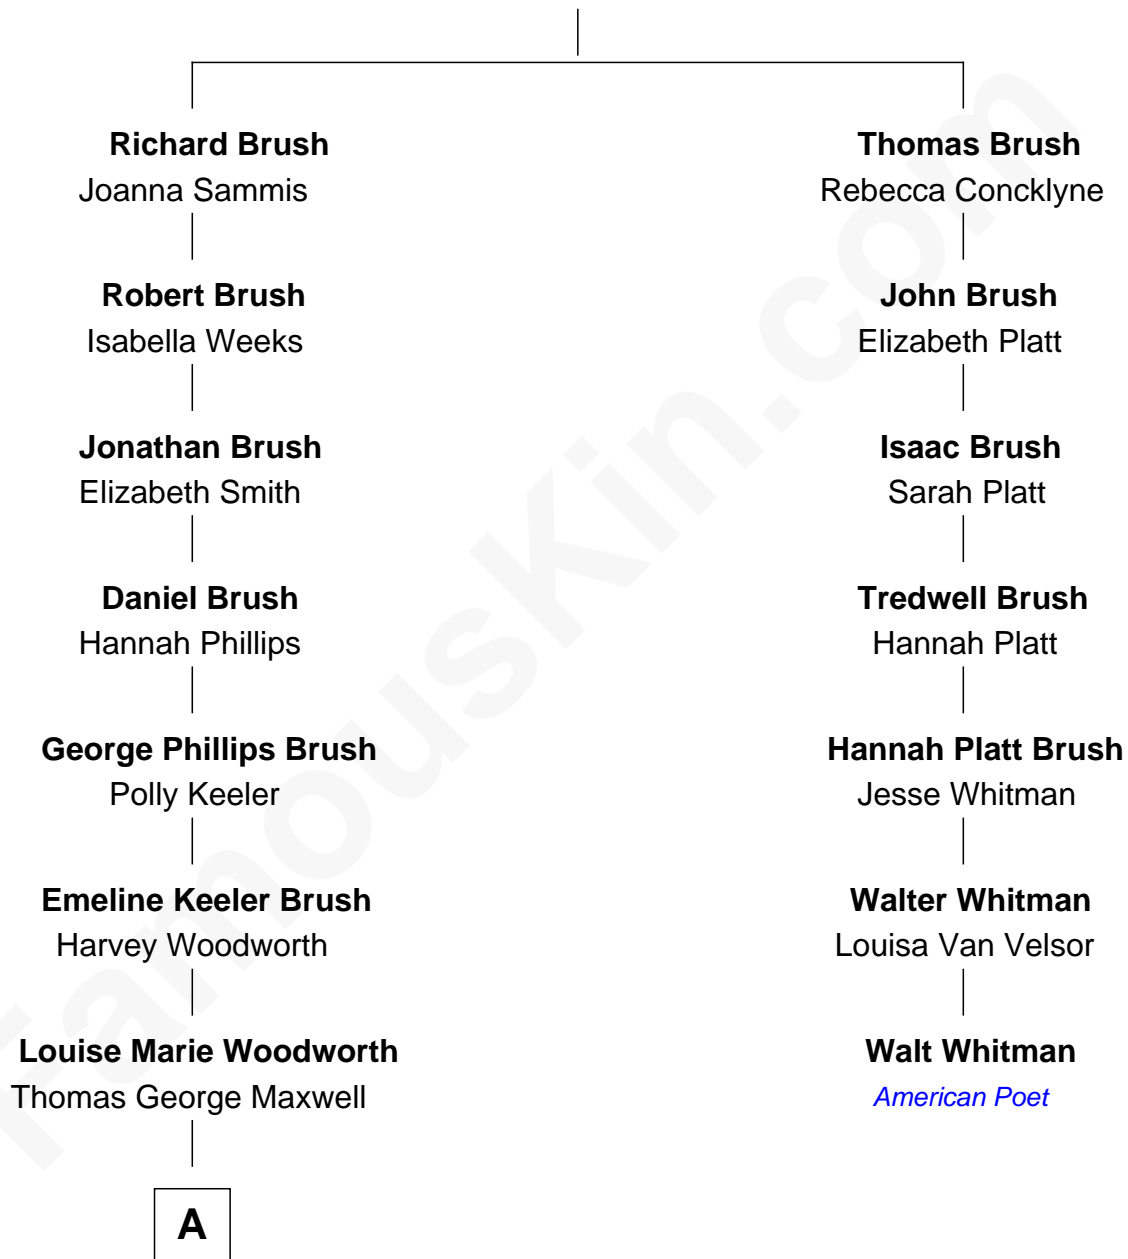 Richard Brush
Joanna Sammis
Robert Brush
Isabella Weeks
Jonathan Brush
Elizabeth Smith
Daniel Brush
Hannah Phillips
George Phillips Brush
Polly Keeler
Emeline Keeler Brush
Harvey Woodworth
Louise Marie Woodworth
Thomas George Maxwell
A
Thomas Brush
Rebecca Concklyne
John Brush
Elizabeth Platt
Isaac Brush
Sarah Platt
Tredwell Brush
Hannah Platt
Hannah Platt Brush
Jesse Whitman
Walter Whitman
Louisa Van Velsor
Walt Whitman
American Poet
FamousKin.com